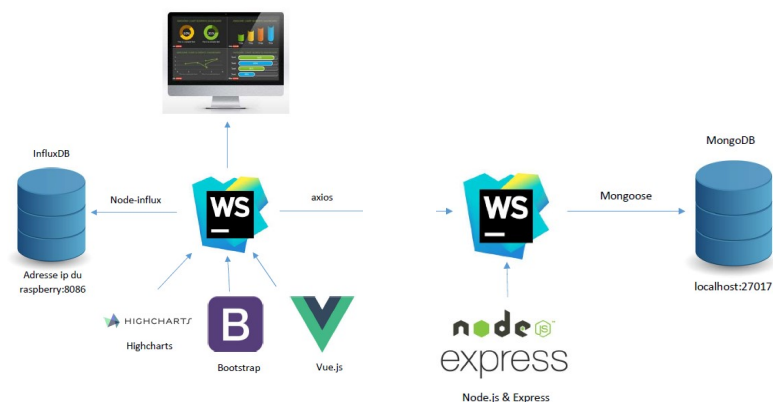 InfluxDB
MongoDB
Node-influx
WS
axios
WS
Mongoose
Adresse ip du
raspberry:8086
localhost:27017
HIGHCHARTS
Highcharts
B
Bootstrap
Vue.js
node
JS
express
Node.js & Express